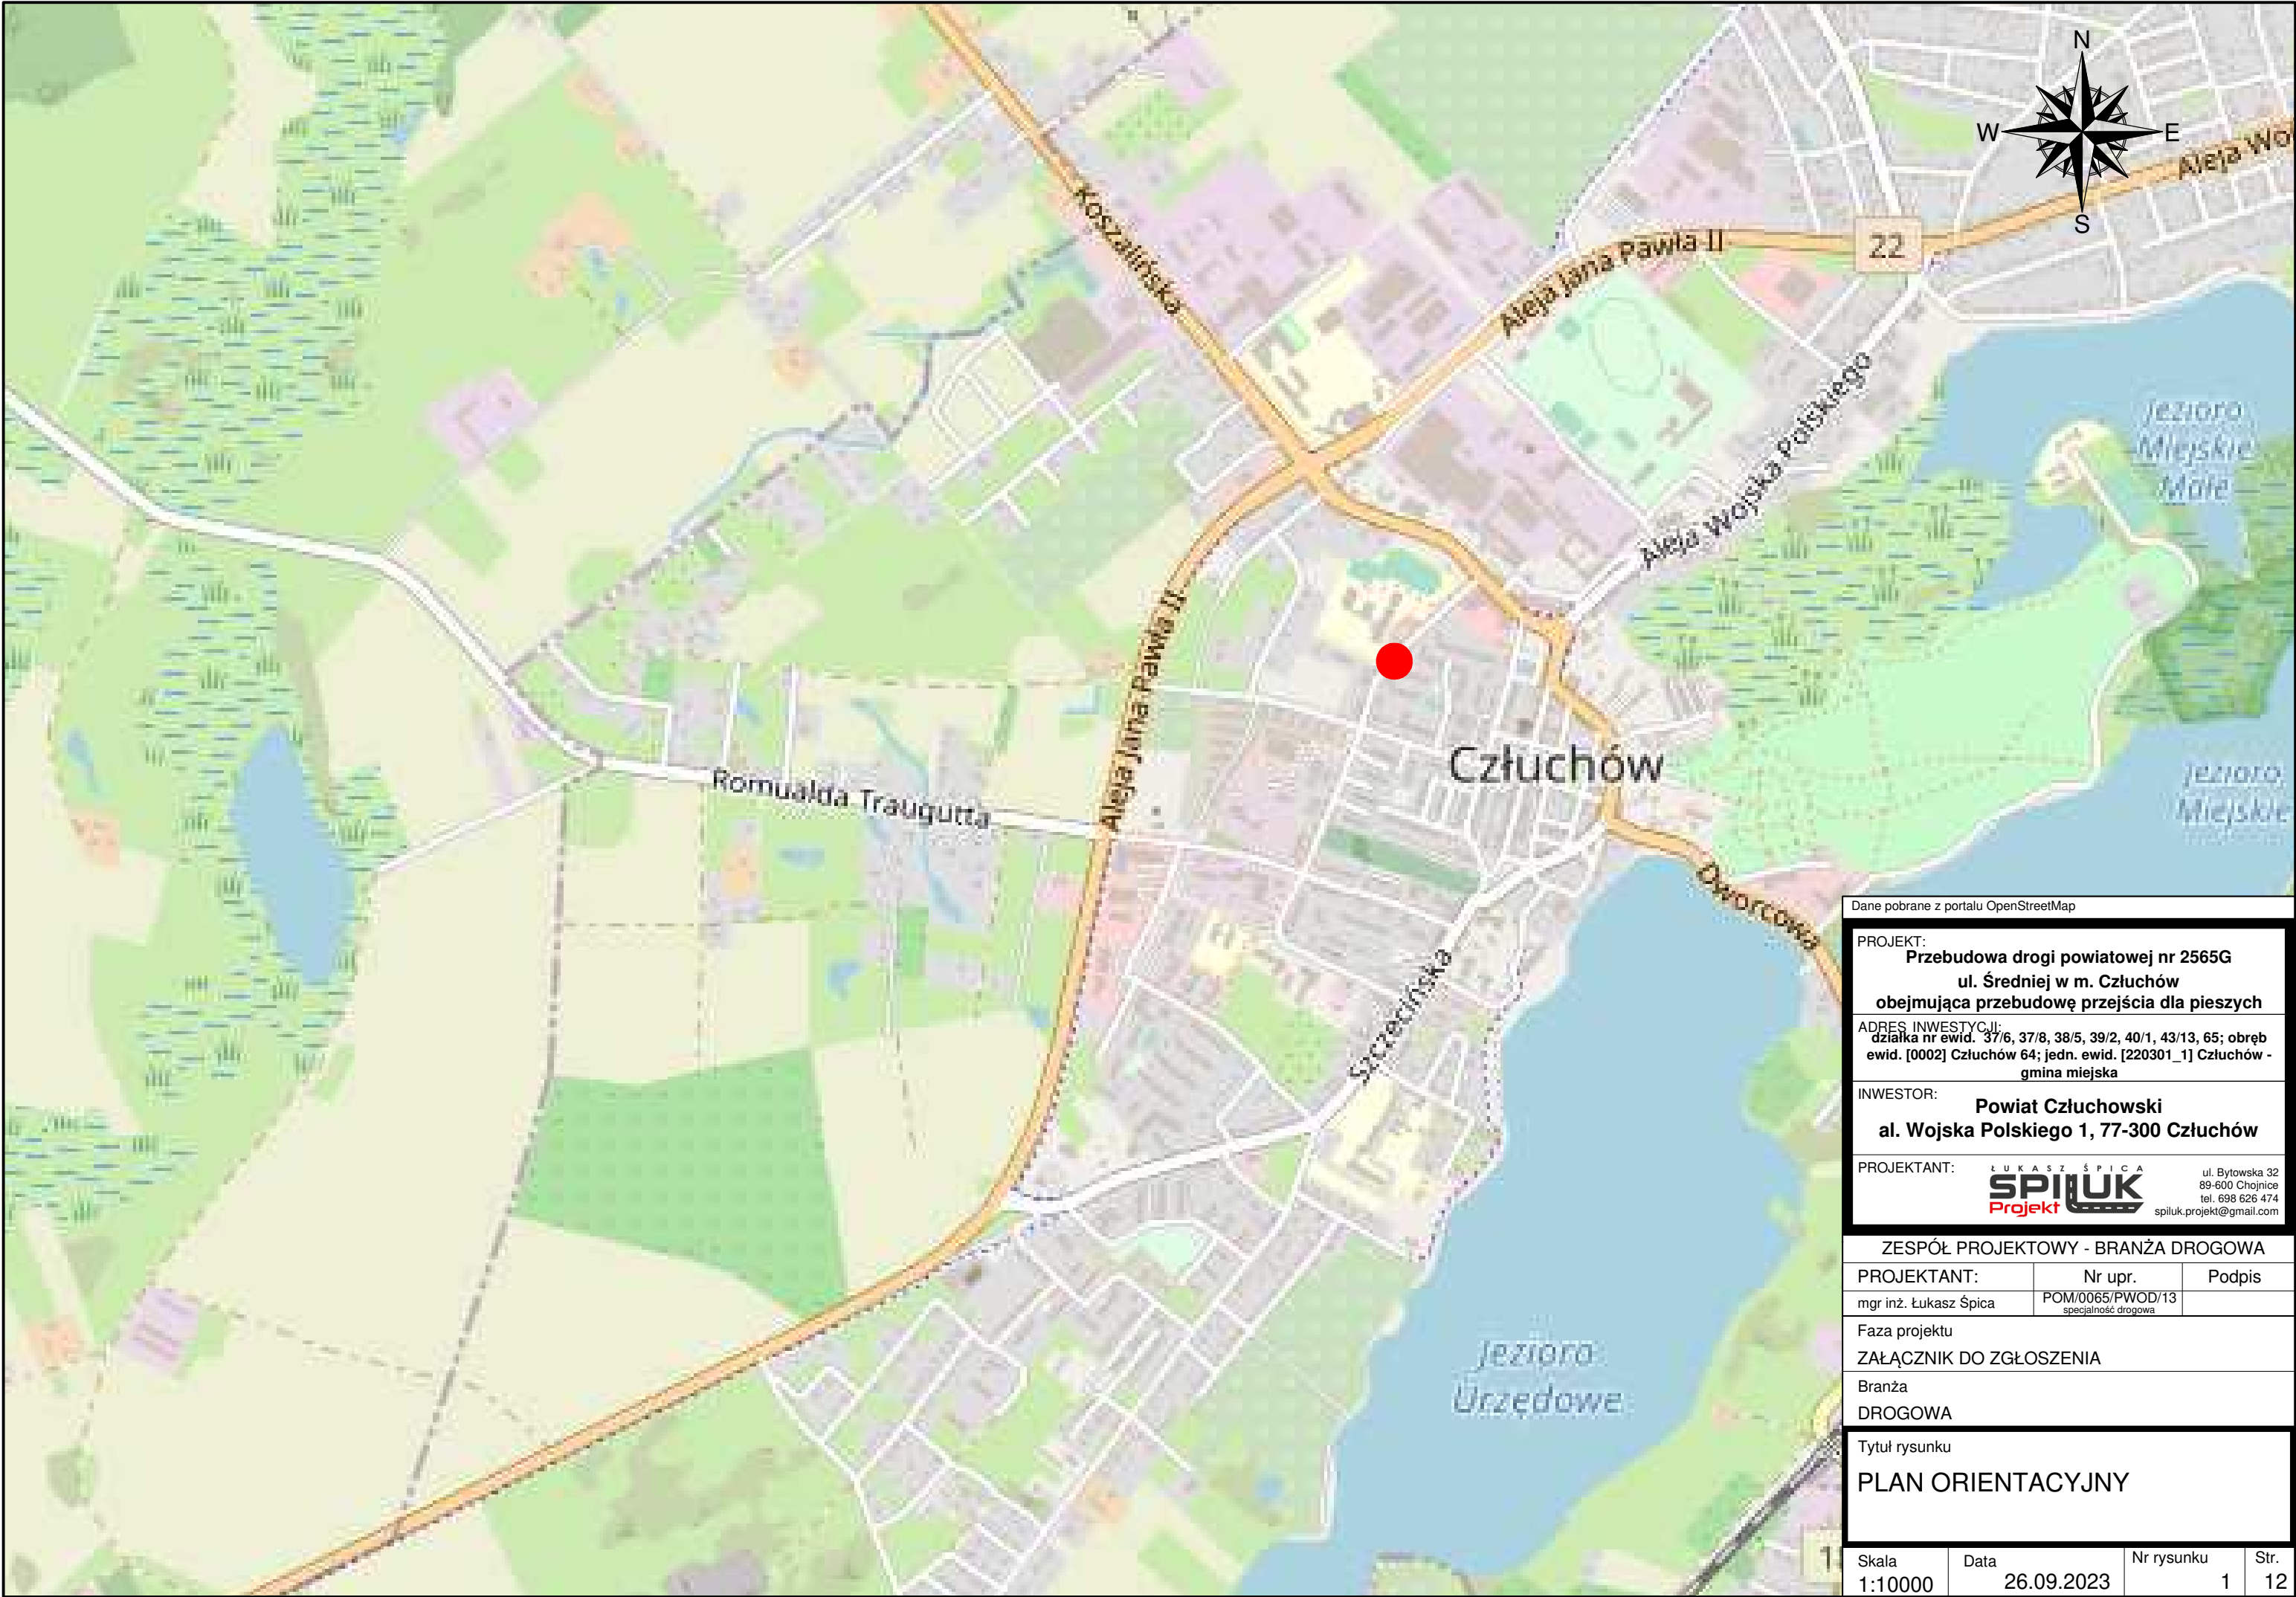 N
W
E
S
Aleja Wo
22
Koszalińska
Aleja Jana Pawła II
Aleja Wojska Polskiego
Jezioro
Miejskie
Małe
Aleja Jana Pawła II
Człuchów
Jezioro
Miejskie
Romualda Traugutta
Dworcowa
Szczecińska
Jezioro
Urzędowe
Dane pobrane z portalu OpenStreetMap
PROJEKT:
Przebudowa drogi powiatowej nr 2565G
ul. Średniej w m. Człuchów
obejmująca przebudowę przejścia dla pieszych
ADRES INWESTYCJI:
działka nr ewid. 37/6, 37/8, 38/5, 39/2, 40/1, 43/13, 65; obręb
ewid. [0002] Człuchów 64; jedn. ewid. [220301_1] Człuchów -
gmina miejska
INWESTOR:
Powiat Człuchowski
al. Wojska Polskiego 1, 77-300 Człuchów
PROJEKTANT:
ŁUKASZ ŚPICA
SPILUK
Projekt
ul. Bytowska 32
89-600 Chojnice
tel. 698 626 474
spiluk.projekt@gmail.com
ZESPÓŁ PROJEKTOWY - BRANŻA DROGOWA
PROJEKTANT: Nr upr. Podpis
mgr inż. Łukasz Śpica POM/0065/PWOD/13
specjalność drogowa
Faza projektu
ZAŁĄCZNIK DO ZGŁOSZENIA
Branża
DROGOWA
Tytuł rysunku
PLAN ORIENTACYJNY
Skala Data Nr rysunku Str.
1:10000 26.09.2023 1 12